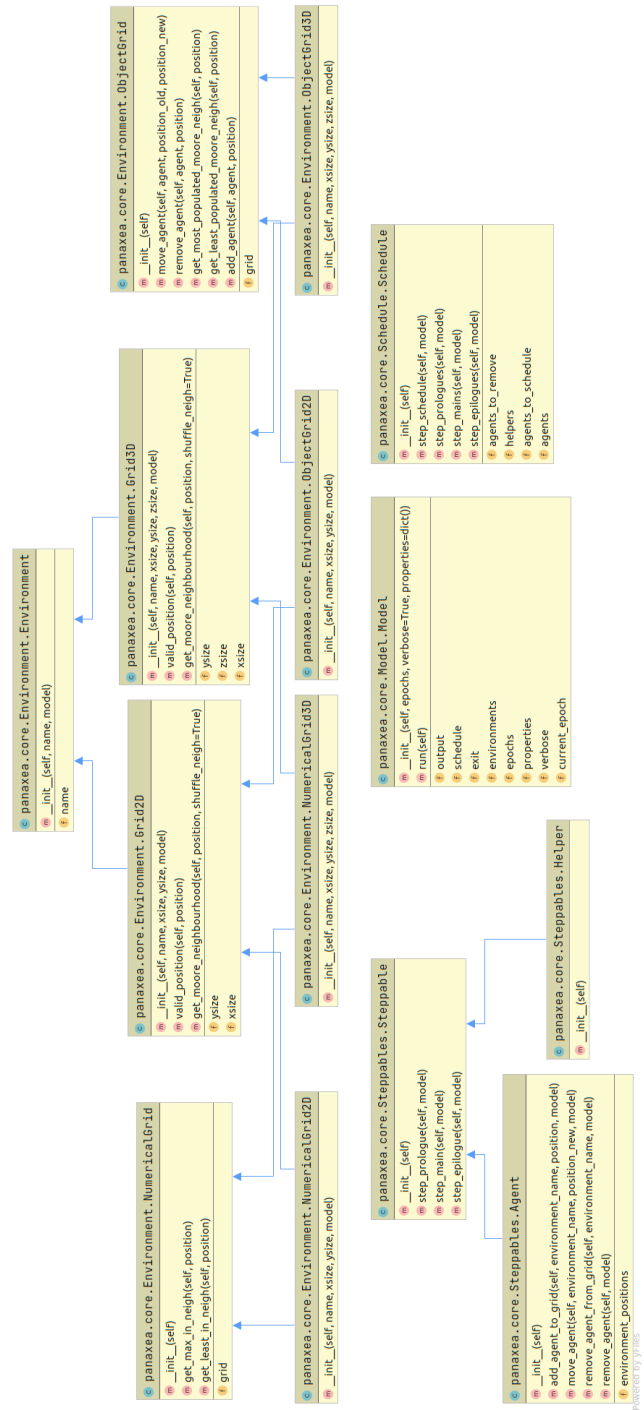 panaxea.core.Environment.Environment
__init__(self, name, model)
name
panaxea.core.Environment.NumericalGrid
__init__(self)
get_max_in_neigh(self, position)
get_least_in_neigh(self, position)
grid
panaxea.core.Environment.Grid2D
__init__(self, name, xsize, ysize, model)
valid_position(self, position)
get_moore_neighbourhood(self, position, shuffle_neigh=True)
ysize
xsize
panaxea.core.Environment.Grid3D
__init__(self, name, xsize, ysize, zsize, model)
valid_position(self, position)
get_moore_neighbourhood(self, position, shuffle_neigh=True)
ysize
zsize
xsize
panaxea.core.Environment.ObjectGrid
__init__(self)
move_agent(self, agent, position_old, position_new)
remove_agent(self, agent, position)
get_most_populated_moore_neigh(self, position)
get_least_populated_moore_neigh(self, position)
add_agent(self, agent, position)
grid
panaxea.core.Environment.NumericalGrid2D
__init__(self, name, xsize, ysize, model)
panaxea.core.Environment.NumericalGrid3D
__init__(self, name, xsize, ysize, zsize, model)
panaxea.core.Environment.ObjectGrid2D
__init__(self, name, xsize, ysize, model)
panaxea.core.Environment.ObjectGrid3D
__init__(self, name, xsize, ysize, zsize, model)
panaxea.core.Steppables.Steppable
__init__(self)
step_prologue(self, model)
step_main(self, model)
step_epilogue(self, model)
panaxea.core.Model.Model
__init__(self, epochs, verbose=True, properties=dict())
run(self)
output
schedule
exit
environments
epochs
properties
verbose
current_epoch
panaxea.core.Schedule.Schedule
__init__(self)
step_schedule(self, model)
step_prologues(self, model)
step_mains(self, model)
step_epilogues(self, model)
agents_to_remove
helpers
agents_to_schedule
agents
panaxea.core.Steppables.Agent
__init__(self)
add_agent_to_grid(self, environment_name, position, model)
move_agent(self, environment_name, position_new, model)
remove_agent_from_grid(self, environment_name, model)
remove_agent(self, model)
environment_positions
panaxea.core.Steppables.Helper
__init__(self)
Powered by yFiles